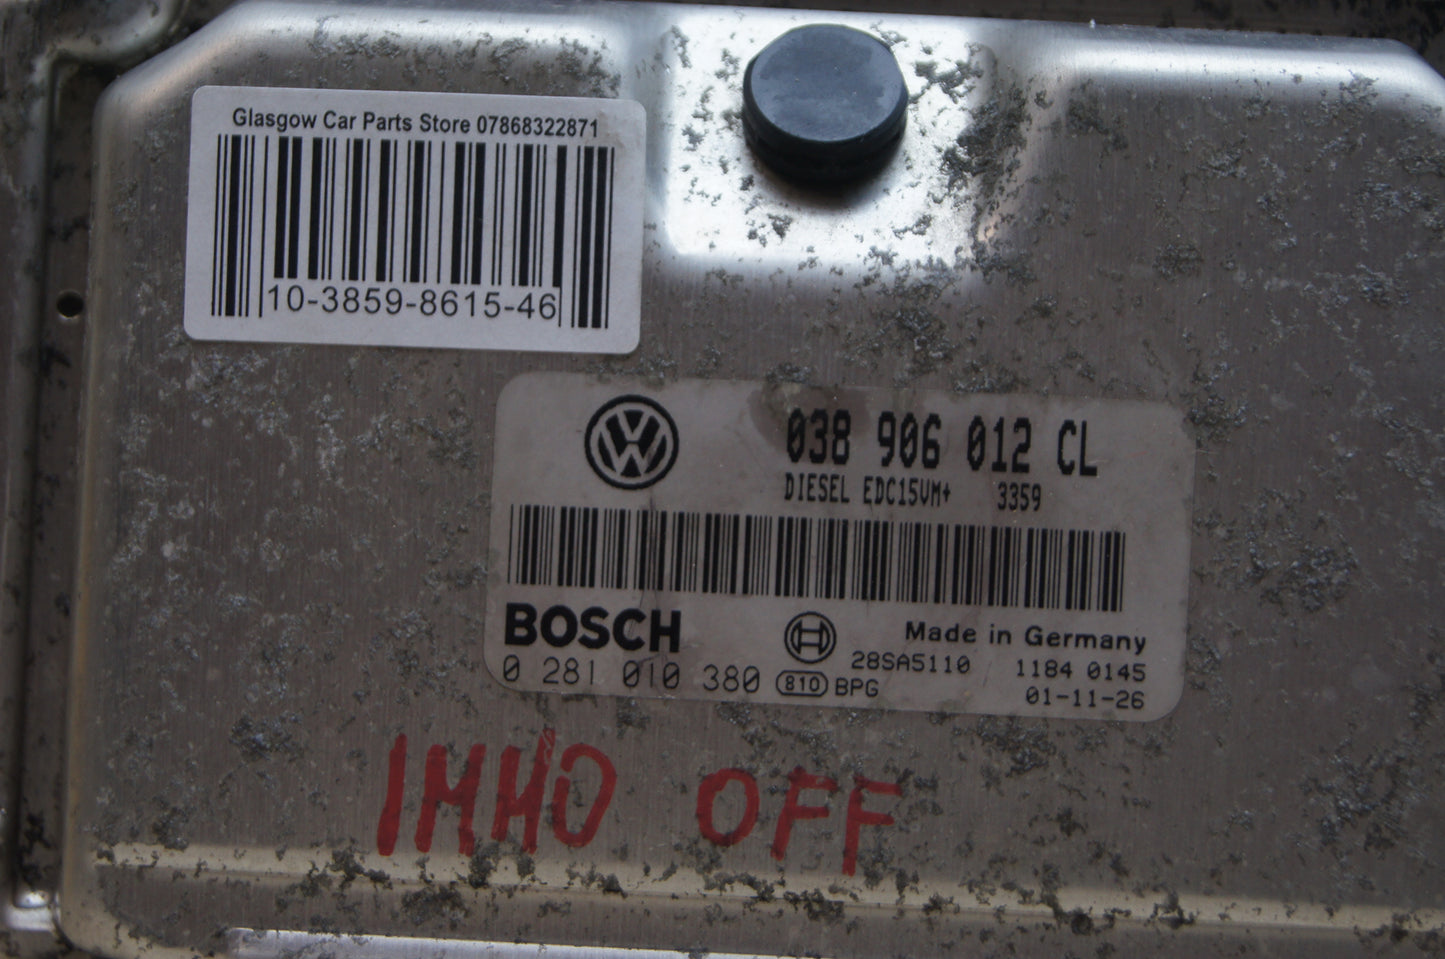 Glasgow Car Parts Store 07868322871
10-3859-8615-46
038 906 012 CL
DIESEL EDC15VM+ 3359
BOSCH
Made in Germany
0 281 010 380 810 BPG 28SA5110 1184 0145
01-11-26
IMHO OFF